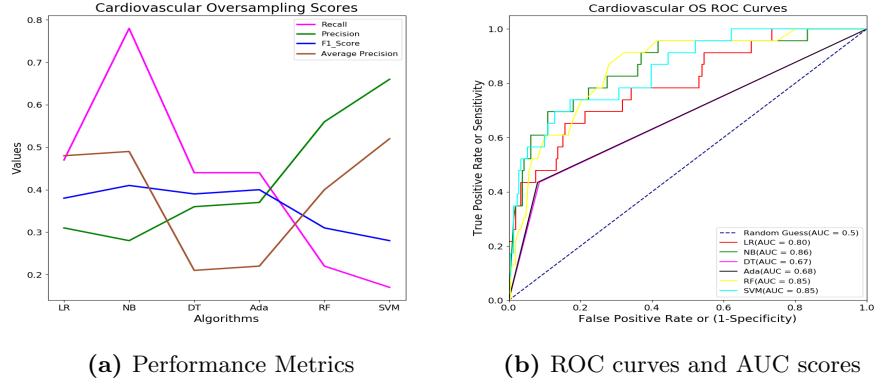 Cardiovascular Oversampling Scores
Recall
Precision
F1_Score
Average Precision
0.8
0.7
0.6
0.5
0.4
0.3
0.2
Values
LR NB DT Ada RF SVM
Algorithms
(a) Performance Metrics
Cardiovascular OS ROC Curves
1.0
0.8
0.6
0.4
0.2
0.0
True Positive Rate or Sensitivity
Random Guess(AUC = 0.5)
LR(AUC = 0.80)
NB(AUC = 0.86)
DT(AUC = 0.67)
Ada(AUC = 0.68)
RF(AUC = 0.85)
SVM(AUC = 0.85)
0.0 0.2 0.4 0.6 0.8 1.0
False Positive Rate or (1-Specificity)
(b) ROC curves and AUC scores